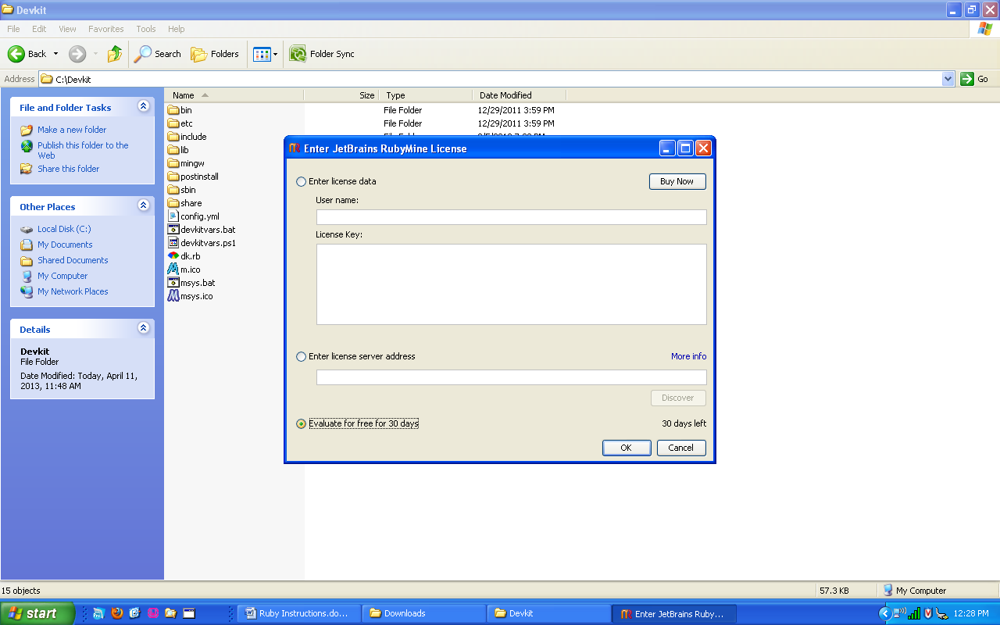 Devkit
File Edit View Favorites Tools Help
Back Search Folders Folder Sync
Address C:\Devkit Go
File and Folder Tasks
Make a new folder
Publish this folder to the
Web
Share this folder
Other Places
Local Disk (C:)
My Documents
Shared Documents
My Computer
My Network Places
Details
Devkit
File Folder
Date Modified: Today, April 11,
2013, 11:48 AM
Name Size Type Date Modified
bin File Folder 12/29/2011 3:59 PM
etc File Folder 12/29/2011 3:59 PM
include
lib
mingw
postinstall
sbin
share
config.yml
devkitvars.bat
devkitvars.ps1
dk.rb
m.ico
msys.bat
msys.ico
Enter JetBrains RubyMine License
Enter license data Buy Now
User name:
License Key:
Enter license server address More info
Discover
Evaluate for free for 30 days 30 days left
OK Cancel
15 objects 57.3 KB My Computer
start Ruby Instructions.do... Downloads Devkit Enter JetBrains Ruby... 12:28 PM